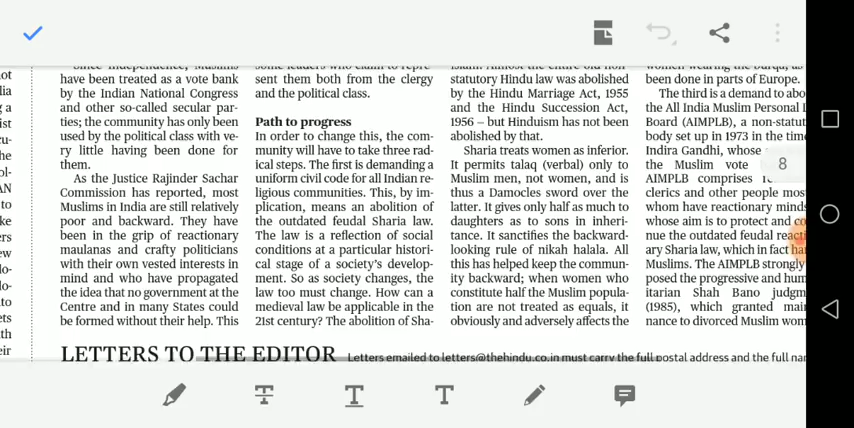 have been treated as a vote bank
by the Indian National Congress
and other so-called secular par-
ties; the community has only been
used by the political class with ve-
ry little having been done for
them.
As the Justice Rajinder Sachar
Commission has reported, most
Muslims in India are still relatively
poor and backward. They have
been in the grip of reactionary
maulanas and crafty politicians
with their own vested interests in
mind and who have propagated
the idea that no government at the
Centre and in many States could
be formed without their help. This
sent them both from the clergy
and the political class.
Path to progress
In order to change this, the com-
munity will have to take three rad-
ical steps. The first is demanding a
uniform civil code for all Indian re-
ligious communities. This, by im-
plication, means an abolition of
the outdated feudal Sharia law.
The law is a reflection of social
conditions at a particular histori-
cal stage of a society's develop-
ment. So as society changes, the
law too must change. How can a
medieval law be applicable in the
21st century? The abolition of Sha-
statutory Hindu law was abolished
by the Hindu Marriage Act, 1955
and the Hindu Succession Act,
1956 – but Hinduism has not been
abolished by that.
Sharia treats women as inferior.
It permits talaq (verbal) only to
Muslim men, not women, and is
thus a Damocles sword over the
latter. It gives only half as much to
daughters as to sons in inheri-
tance. It sanctifies the backward-
looking rule of nikah halala. All
this has helped keep the commun-
ity backward; when women who
constitute half the Muslim popula-
tion are not treated as equals, it
obviously and adversely affects the
been done in parts of Europe.
The third is a demand to abo
the All India Muslim Personal L
Board (AIMPLB), a non-statut
body set up in 1973 in the time
Indira Gandhi, whose
the Muslim vote
8
AIMPLB comprises
clerics and other people mos
whom have reactionary minds
whose aim is to protect and co
nue the outdated feudal reacti
ary Sharia law, which in fact har
Muslims. The AIMPLB strongly
posed the progressive and hum
itarian Shah Bano judgm
(1985), which granted main
nance to divorced Muslim wom
LETTERS TO THE EDITOR Letters emailed to letters@thehindu.co.in must carry the full postal address and the full nar